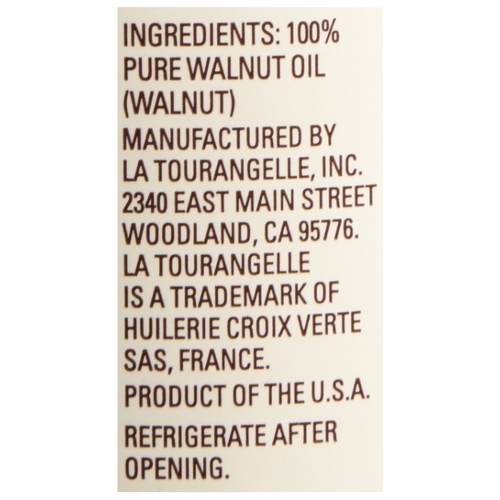 INGREDIENTS: 100%
PURE WALNUT OIL
(WALNUT)
MANUFACTURED BY
LA TOURANGELLE, INC.
2340 EAST MAIN STREET
WOODLAND, CA 95776.
LA TOURANGELLE
IS A TRADEMARK OF
HUILERIE CROIX VERTE
SAS, FRANCE.
PRODUCT OF THE U.S.A.
REFRIGERATE AFTER
OPENING.